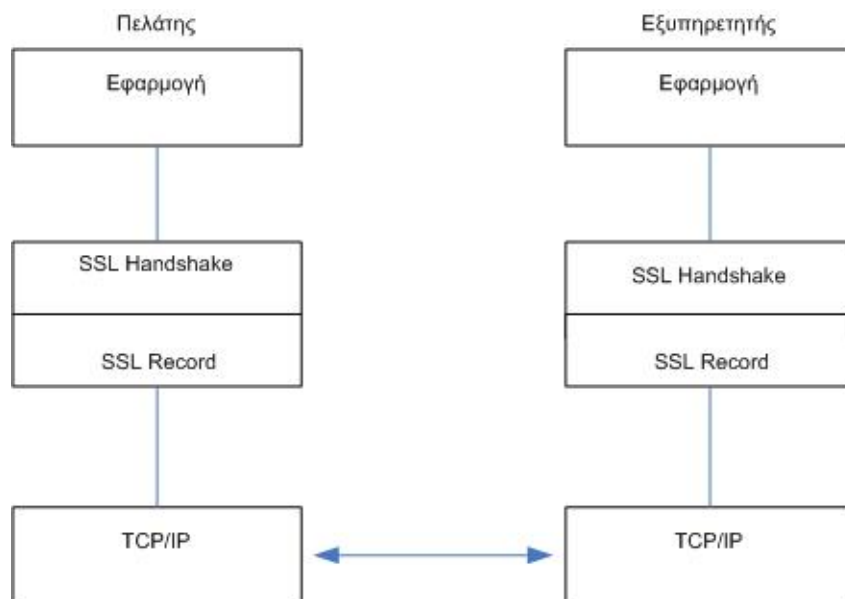 Πελάτης
Εξυπηρετητής
Εφαρμογή
Εφαρμογή
SSL Handshake
SSL Handshake
SSL Record
SSL Record
TCP/IP
TCP/IP